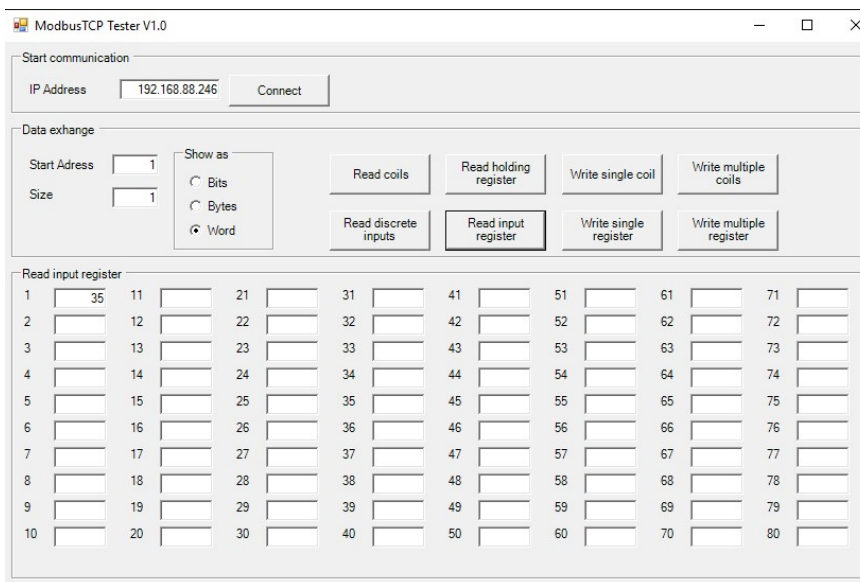 ModbusTCP Tester V1.0
Start communication
IP Address 192.168.88.246 Connect
Data exhange
Start Adress 1
Size 1
Show as
Bits
Bytes
Word
Read coils
Read holding
register
Write single coil
Write multiple
coils
Read discrete
inputs
Read input
register
Write single
register
Write multiple
register
Read input register
1 35 11 21 31 41 51 61 71
2 12 22 32 42 52 62 72
3 13 23 33 43 53 63 73
4 14 24 34 44 54 64 74
5 15 25 35 45 55 65 75
6 16 26 36 46 56 66 76
7 17 27 37 47 57 67 77
8 18 28 38 48 58 68 78
9 19 29 39 49 59 69 79
10 20 30 40 50 60 70 80